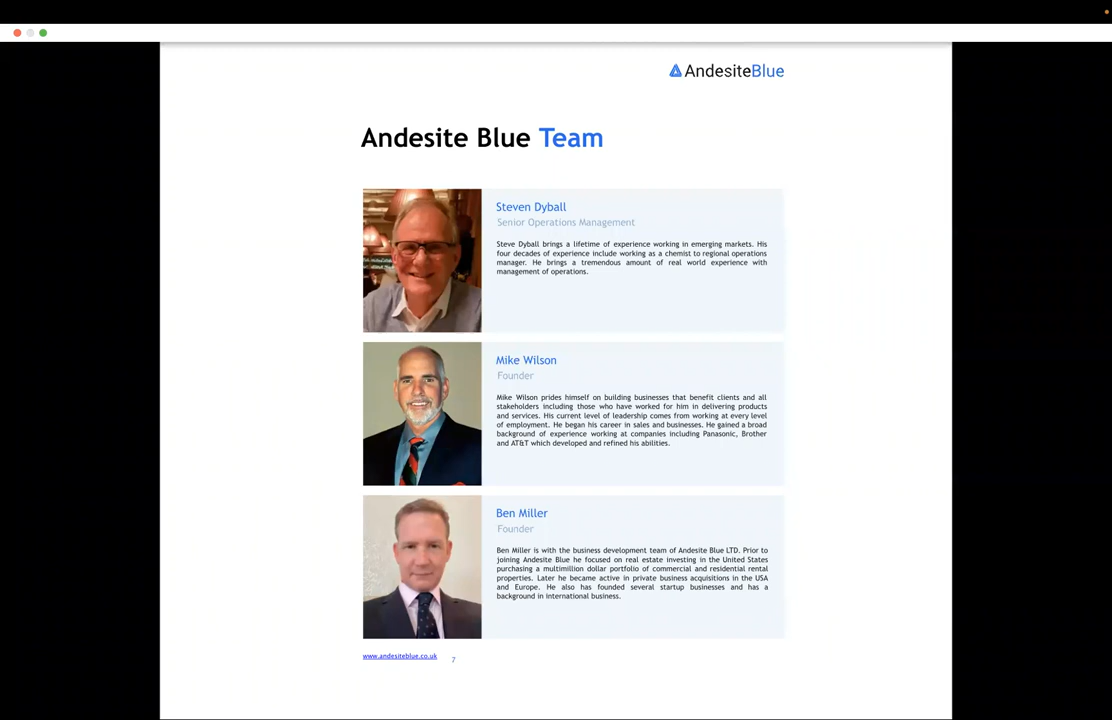 AndesiteBlue
Andesite Blue Team
Steven Dyball
Senior Operations Management
Steve Dyball brings a lifetime of experience working in emerging markets. His
four decades of experience include working as a chemist to regional operations
manager. He brings a tremendous amount of real world experience with
management of operations.
Mike Wilson
Founder
Mike Wilson prides himself on building businesses that benefit clients and all
stakeholders including those who have worked for him in delivering products
and services. His current level of leadership comes from working at every level
of employment. He began his career in sales and businesses. He gained a broad
background of experience working at companies including Panasonic, Brother
and AT&T which developed and refined his abilities.
Ben Miller
Founder
Ben Miller is with the business development team of Andesite Blue LTD. Prior to
joining Andesite Blue he focused on real estate investing in the United States
purchasing a multimillion dollar portfolio of commercial and residential rental
properties. Later he became active in private business acquisitions in the USA
and Europe. He also has founded several startup businesses and has a
background in international business.
www.andesiteblue.co.uk 7